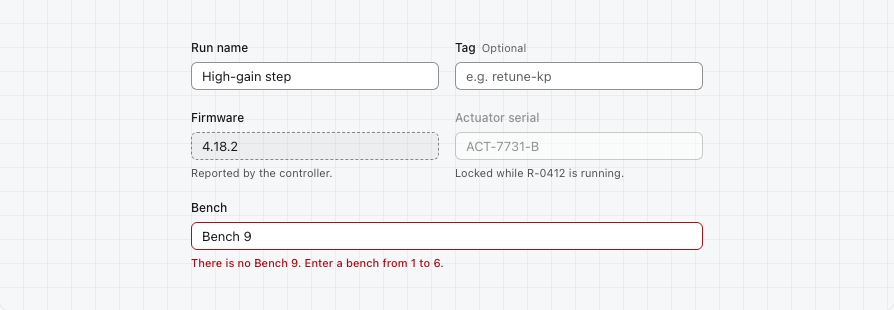 Run name
High-gain step
Tag Optional
e.g. retune-kp
Firmware
4.18.2
Reported by the controller.
Actuator serial
ACT-7731-B
Locked while R-0412 is running.
Bench
Bench 9
There is no Bench 9. Enter a bench from 1 to 6.